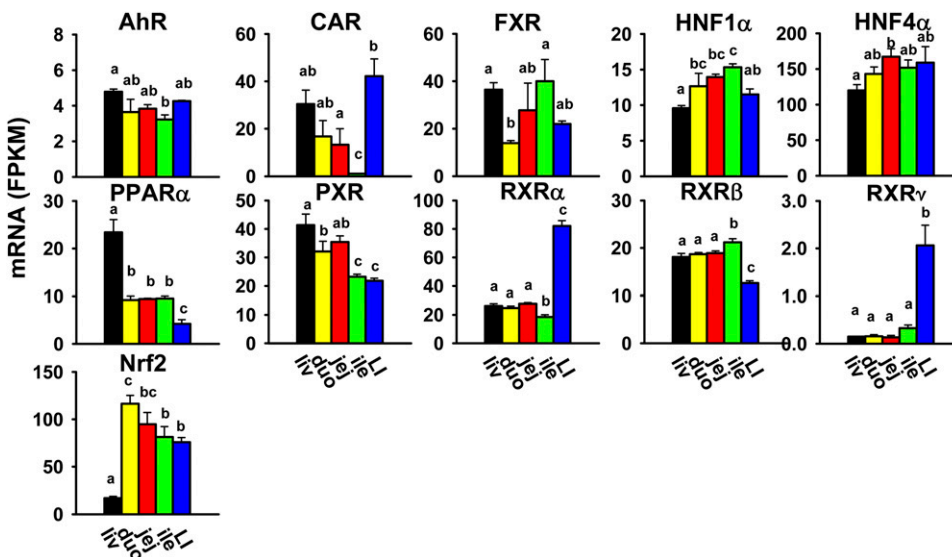 AhR CAR FXR HNF1α HNF4α
8 60 60 20 200
6 15 150
4 40 40 10 100
2 20 20 5 50
0 0 0 0 0
a ab ab b ab
ab ab a c b
a b ab a ab
a bc bc c ab
a ab b ab ab
mRNA (FPKM)
PPARα PXR RXRα RXRβ RXRγ
30 50 100 30 3.0
40 80
20 30 60 20 2.0
20 40
10 10 20 10 1.0
0 0 0 0 0.0
a b b b c
a b ab c c
a a a b c
a a a b c
a a a a b
liv duo jej ile LI
liv duo jej ile LI
liv duo jej ile LI
liv duo jej ile LI
Nrf2
150
100
50
0
a c bc b b
liv duo jej ile LI